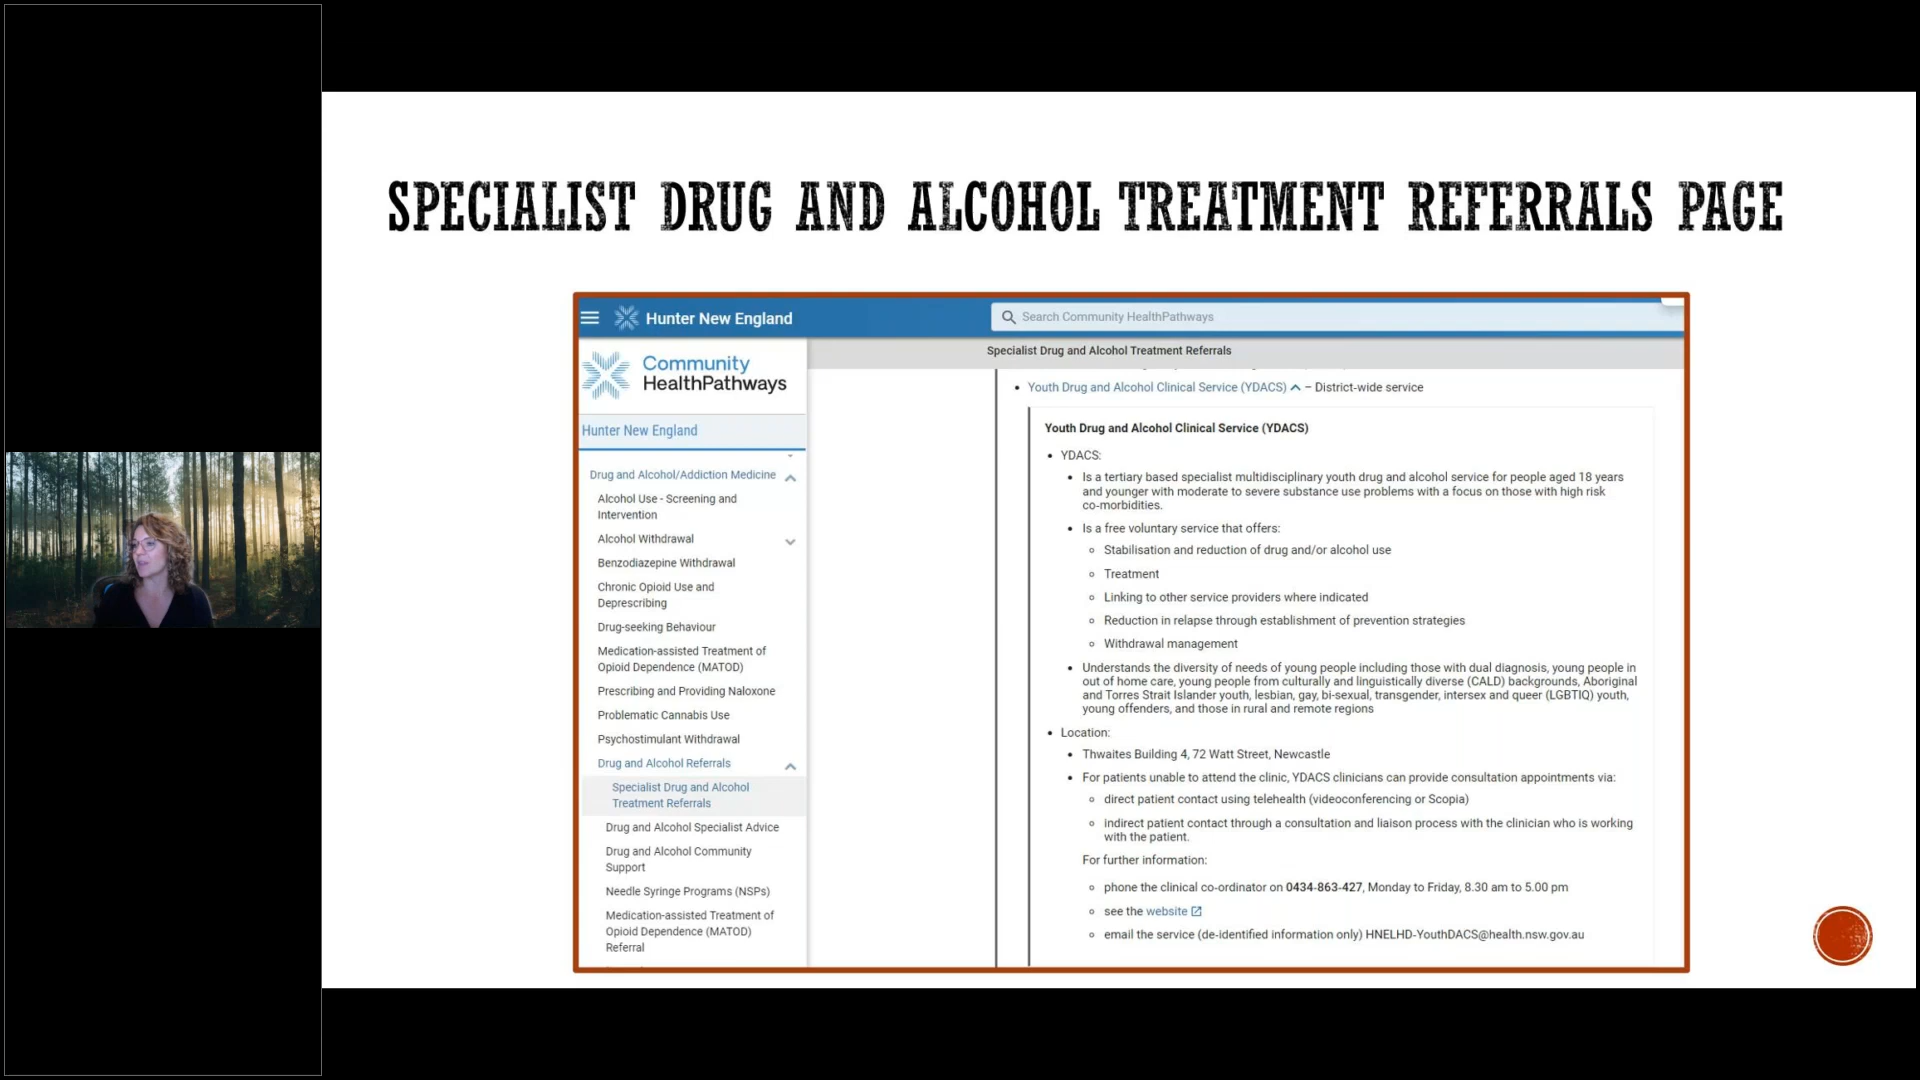 SPECIALIST DRUG AND ALCOHOL TREATMENT REFERRALS PAGE
Hunter New England
Search Community HealthPathways
Community
HealthPathways
Hunter New England
Drug and Alcohol/Addiction Medicine
Alcohol Use - Screening and
Intervention
Alcohol Withdrawal
Benzodiazepine Withdrawal
Chronic Opioid Use and
Deprescribing
Drug-seeking Behaviour
Medication-assisted Treatment of
Opioid Dependence (MATOD)
Prescribing and Providing Naloxone
Problematic Cannabis Use
Psychostimulant Withdrawal
Drug and Alcohol Referrals
Specialist Drug and Alcohol
Treatment Referrals
Drug and Alcohol Specialist Advice
Drug and Alcohol Community
Support
Needle Syringe Programs (NSPs)
Medication-assisted Treatment of
Opioid Dependence (MATOD)
Referral
Specialist Drug and Alcohol Treatment Referrals
• Youth Drug and Alcohol Clinical Service (YDACS) – District-wide service
Youth Drug and Alcohol Clinical Service (YDACS)
• YDACS:
• Is a tertiary based specialist multidisciplinary youth drug and alcohol service for people aged 18 years
and younger with moderate to severe substance use problems with a focus on those with high risk
co-morbidities.
• Is a free voluntary service that offers:
○ Stabilisation and reduction of drug and/or alcohol use
○ Treatment
○ Linking to other service providers where indicated
○ Reduction in relapse through establishment of prevention strategies
○ Withdrawal management
• Understands the diversity of needs of young people including those with dual diagnosis, young people in
out of home care, young people from culturally and linguistically diverse (CALD) backgrounds, Aboriginal
and Torres Strait Islander youth, lesbian, gay, bi-sexual, transgender, intersex and queer (LGBTIQ) youth,
young offenders, and those in rural and remote regions
• Location:
• Thwaites Building 4, 72 Watt Street, Newcastle
• For patients unable to attend the clinic, YDACS clinicians can provide consultation appointments via:
○ direct patient contact using telehealth (videoconferencing or Scopia)
○ indirect patient contact through a consultation and liaison process with the clinician who is working
with the patient.
For further information:
○ phone the clinical co-ordinator on 0434-863-427, Monday to Friday, 8.30 am to 5.00 pm
○ see the website
○ email the service (de-identified information only) HNELHD-YouthDACS@health.nsw.gov.au